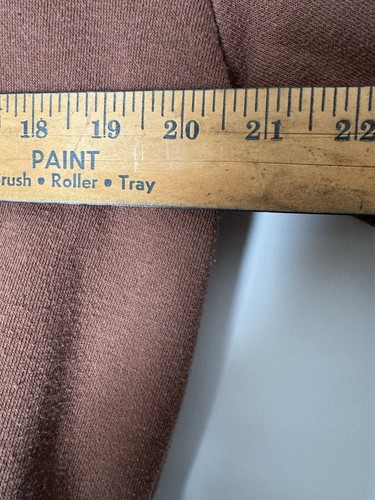 18 19 20 21 22
PAINT
rush • Roller • Tray